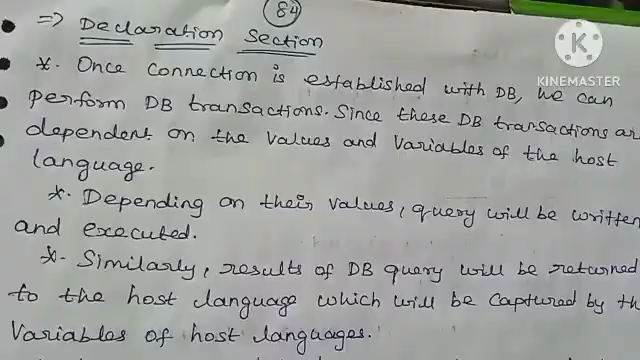 84
⇒ Declaration Section
*. Once connection is established with DB, we can
perform DB transactions. Since these DB transactions ar
dependent on the values and variables of the host
language.
*. Depending on their values, query will be written
and executed.
*. Similarly, results of DB query will be returned
to the host language which will be captured by th
variables of host languages.
KINEMASTER